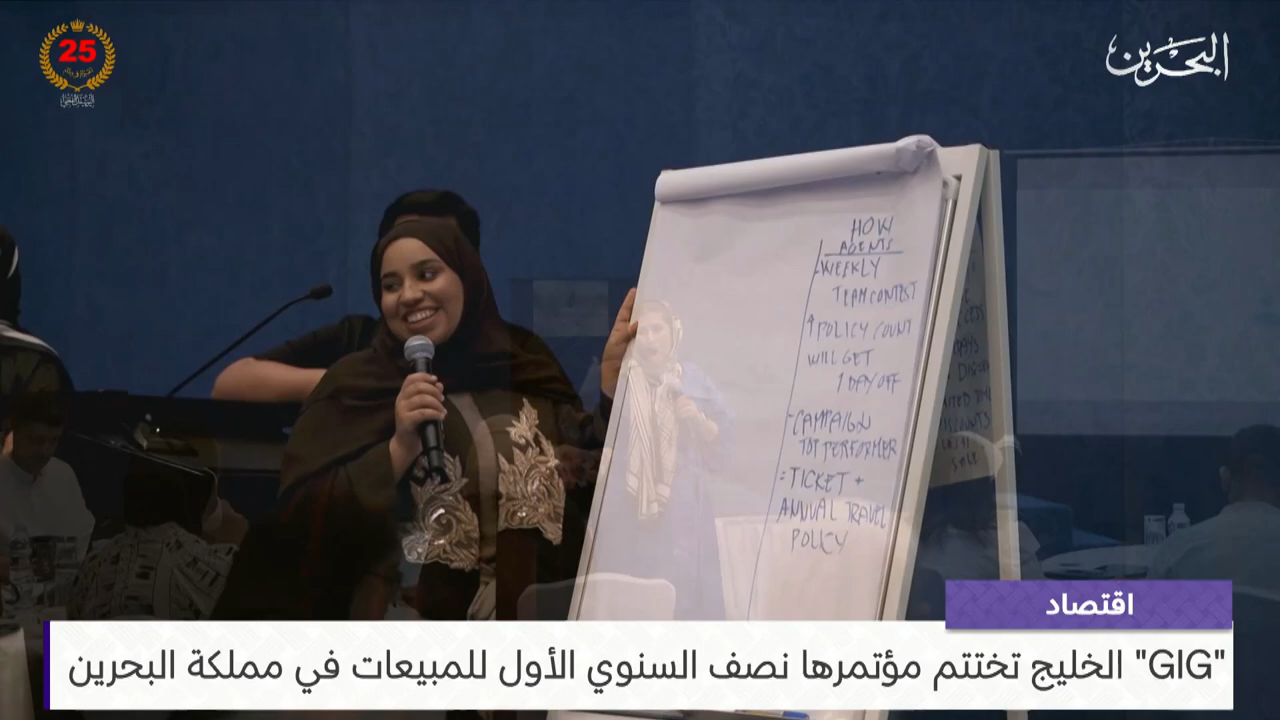 25
البحرين
HOW
AGENTS
-WEEKLY
TEAM CONTEST
↑ POLICY COUNT
WILL GET
1 DAY OFF
-CAMPAIGN
TOP PERFORMER
= TICKET +
ANNUAL TRAVEL
POLICY
SALE
اقتصاد
"GIG" الخليج تختتم مؤتمرها نصف السنوي الأول للمبيعات في مملكة البحرين